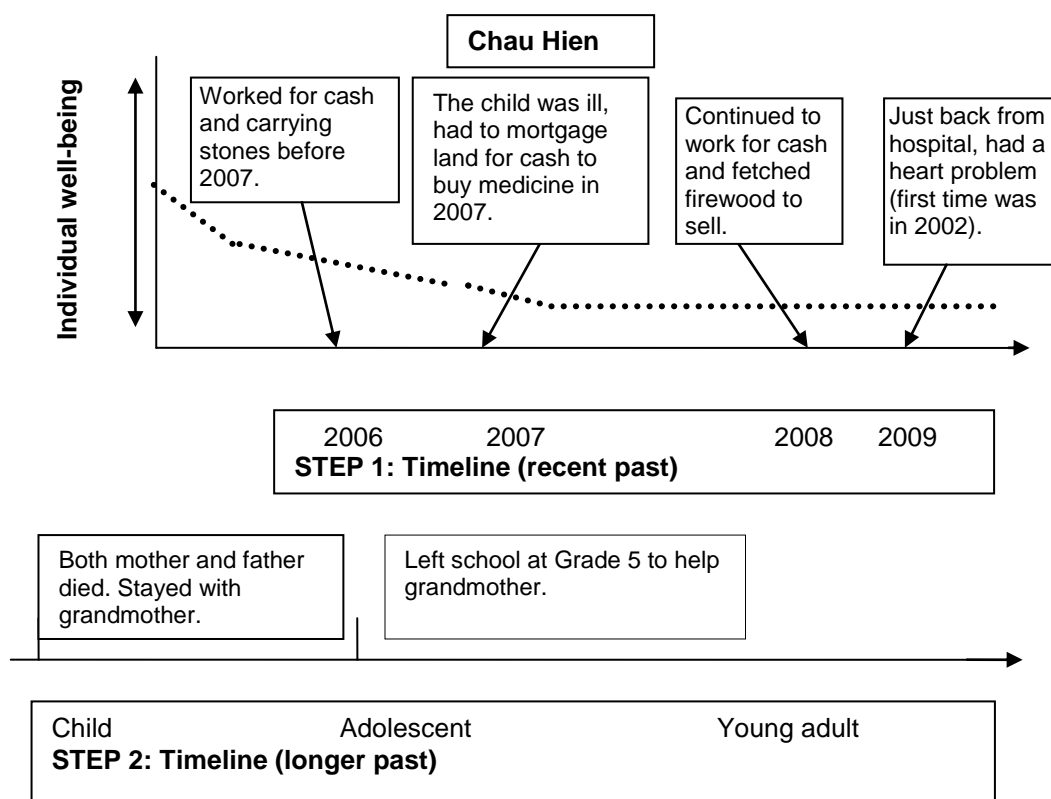 Chau Hien
Individual well-being
Worked for cash
and carrying
stones before
2007.
The child was ill,
had to mortgage
land for cash to
buy medicine in
2007.
Continued to
work for cash
and fetched
firewood to
sell.
Just back from
hospital, had a
heart problem
(first time was
in 2002).
2006 2007 2008 2009
STEP 1: Timeline (recent past)
Both mother and father
died. Stayed with
grandmother.
Left school at Grade 5 to help
grandmother.
Child Adolescent Young adult
STEP 2: Timeline (longer past)